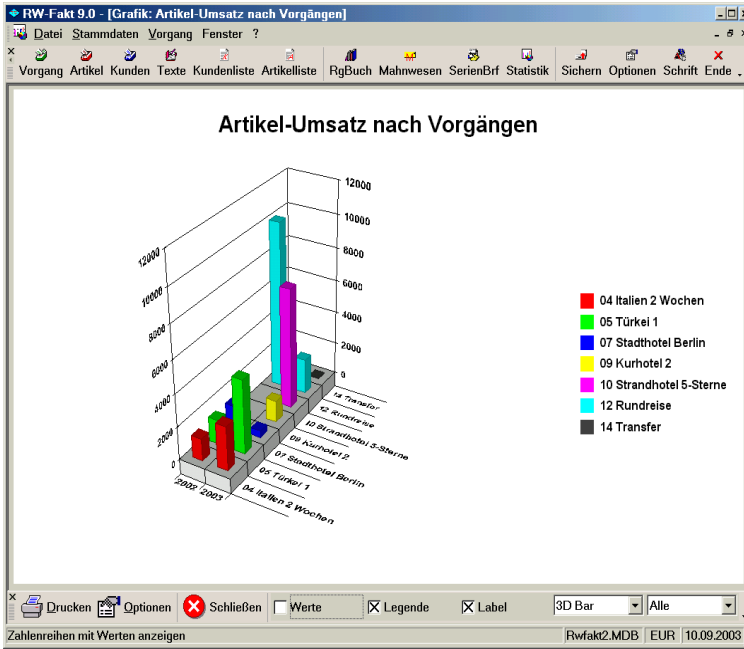 RW-Fakt 9.0 - [Grafik: Artikel-Umsatz nach Vorgängen]
Datei Stammdaten Vorgang Fenster ?
Vorgang Artikel Kunden Texte Kundenliste Artikelliste RgBuch Mahnwesen SerienBrf Statistik Sichern Optionen Schrift Ende
Artikel-Umsatz nach Vorgängen
12000
10000
8000
6000
4000
2000
0
12000
10000
8000
6000
4000
2000
0
14 Transfer
12 Rundreise
10 Strandhotel 5-Sterne
09 Kurhotel 2
07 Stadthotel Berlin
05 Türkei 1
04 Italien 2 Wochen
2002 2003
04 Italien 2 Wochen
05 Türkei 1
07 Stadthotel Berlin
09 Kurhotel 2
10 Strandhotel 5-Sterne
12 Rundreise
14 Transfer
Drucken Optionen Schließen Werte Legende Label 3D Bar Alle
Zahlenreihen mit Werten anzeigen Rwfakt2.MDB EUR 10.09.2003